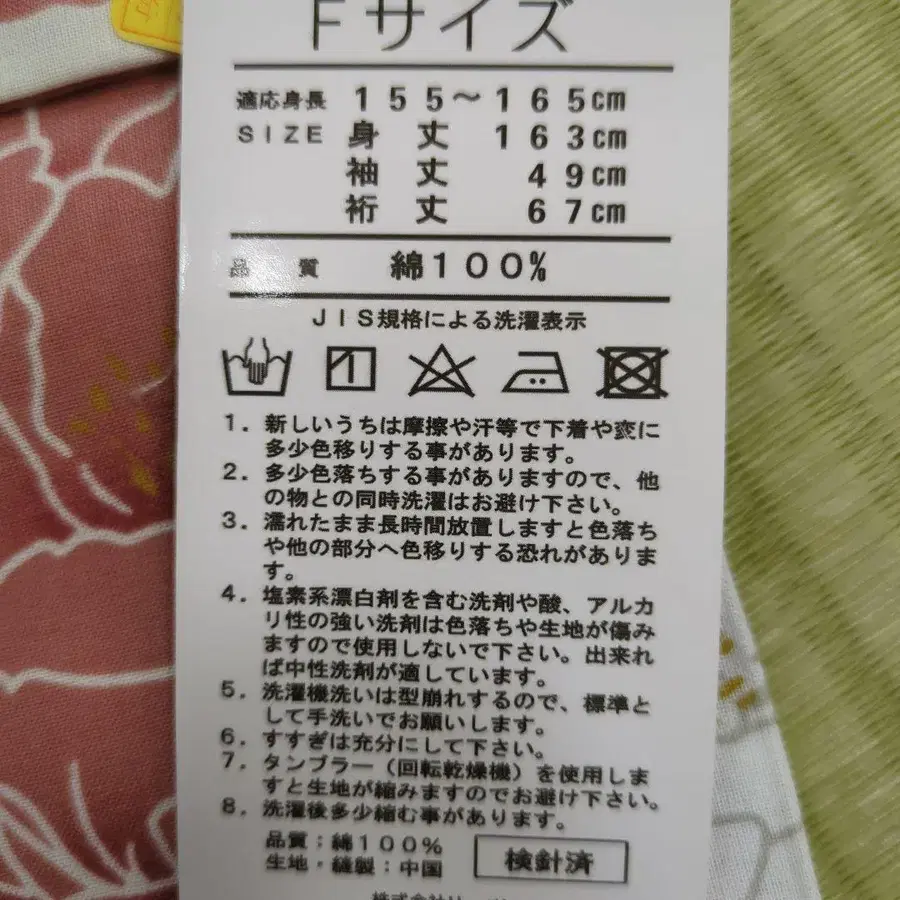 Fサイズ
適応身長 155～165cm
SIZE 身丈 163cm
袖丈 49cm
裄丈 67cm
品質 綿100%
JIS規格による洗濯表示
1. 新しいうちは摩擦や汗等で下着や衣に
多少色移りする事があります。
2. 多少色落ちする事がありますので、他
の物との同時洗濯はお避け下さい。
3. 濡れたまま長時間放置しますと色落ち
や他の部分へ色移りする恐れがありま
す。
4. 塩素系漂白剤を含む洗剤や酸、アルカ
リ性の強い洗剤は色落ちや生地が傷み
ますので使用しないで下さい。出来れ
ば中性洗剤が適しています。
5. 洗濯機洗いは型崩れするので、標準と
して手洗いでお願いします。
6. すすぎは充分にして下さい。
7. タンブラー（回転乾燥機）を使用しま
すと生地が縮みますのでお避け下さい。
8. 洗濯後多少縮む事があります。
品質：綿100%
生地・縫製：中国
検針済
株式会社